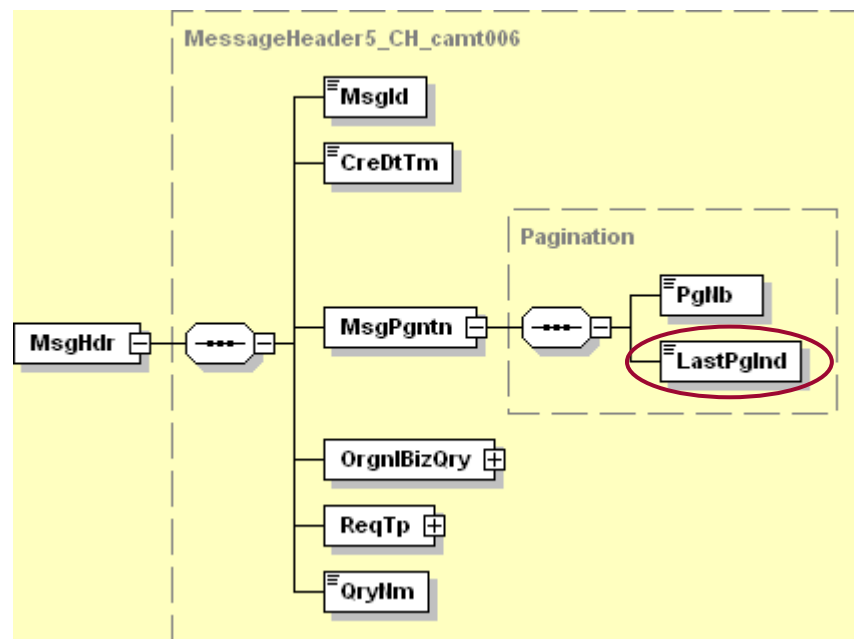 MessageHeader5_CH_camt006
MsgId
CreDtTm
Pagination
PgNb
MsgPgntn
MsgHdr
LastPgInd
OrgnlBizQry
ReqTp
QryNm